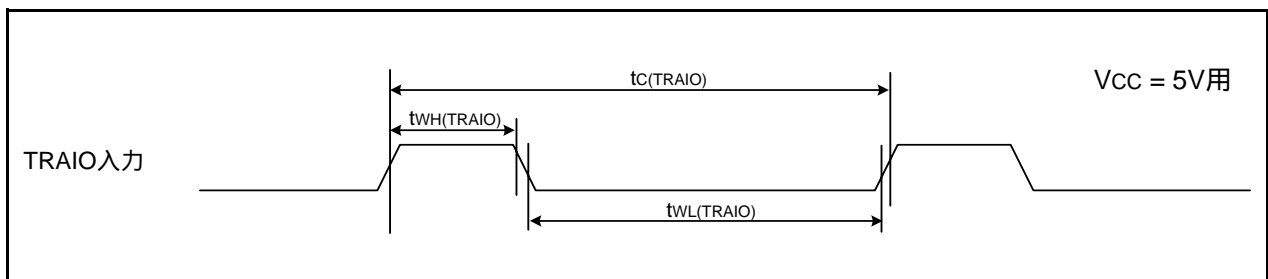 tC(TRAIO)
VCC = 5V用
tWH(TRAIO)
TRAIO入力
tWL(TRAIO)